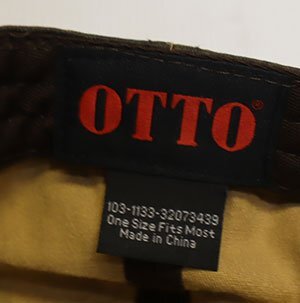 OTTO®
103-1133-32073439
One Size Fits Most
Made in China